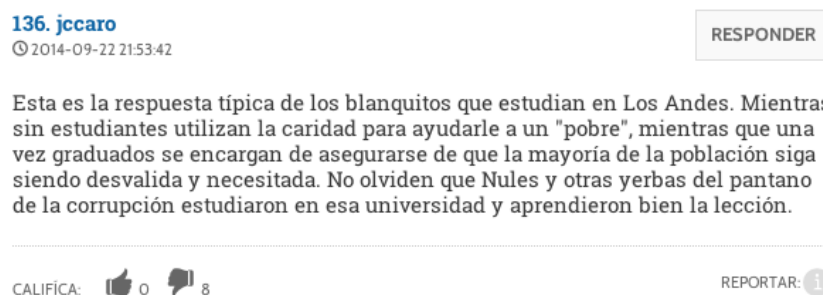 136. jccaro
2014-09-22 21:53:42
RESPONDER
Esta es la respuesta típica de los blanquitos que estudian en Los Andes. Mientras
sin estudiantes utilizan la caridad para ayudarle a un "pobre", mientras que una
vez graduados se encargan de asegurarse de que la mayoría de la población siga
siendo desvalida y necesitada. No olviden que Nules y otras yerbas del pantano
de la corrupción estudiaron en esa universidad y aprendieron bien la lección.
CALIFÍCA: 0 8
REPORTAR: i